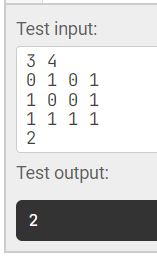 Test input:
3 4
0 1 0 1
1 0 0 1
1 1 1 1
2
Test output:
2